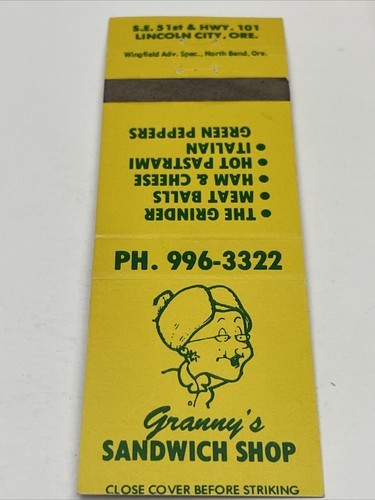 S.E. 51st & HWY. 101
LINCOLN CITY, ORE.
Wingfield Adv. Spec., North Bend, Ore.
• THE GRINDER
• MEAT BALLS
• HAM & CHEESE
• HOT PASTRAMI
• ITALIAN
GREEN PEPPERS
PH. 996-3322
Granny's
SANDWICH SHOP
CLOSE COVER BEFORE STRIKING